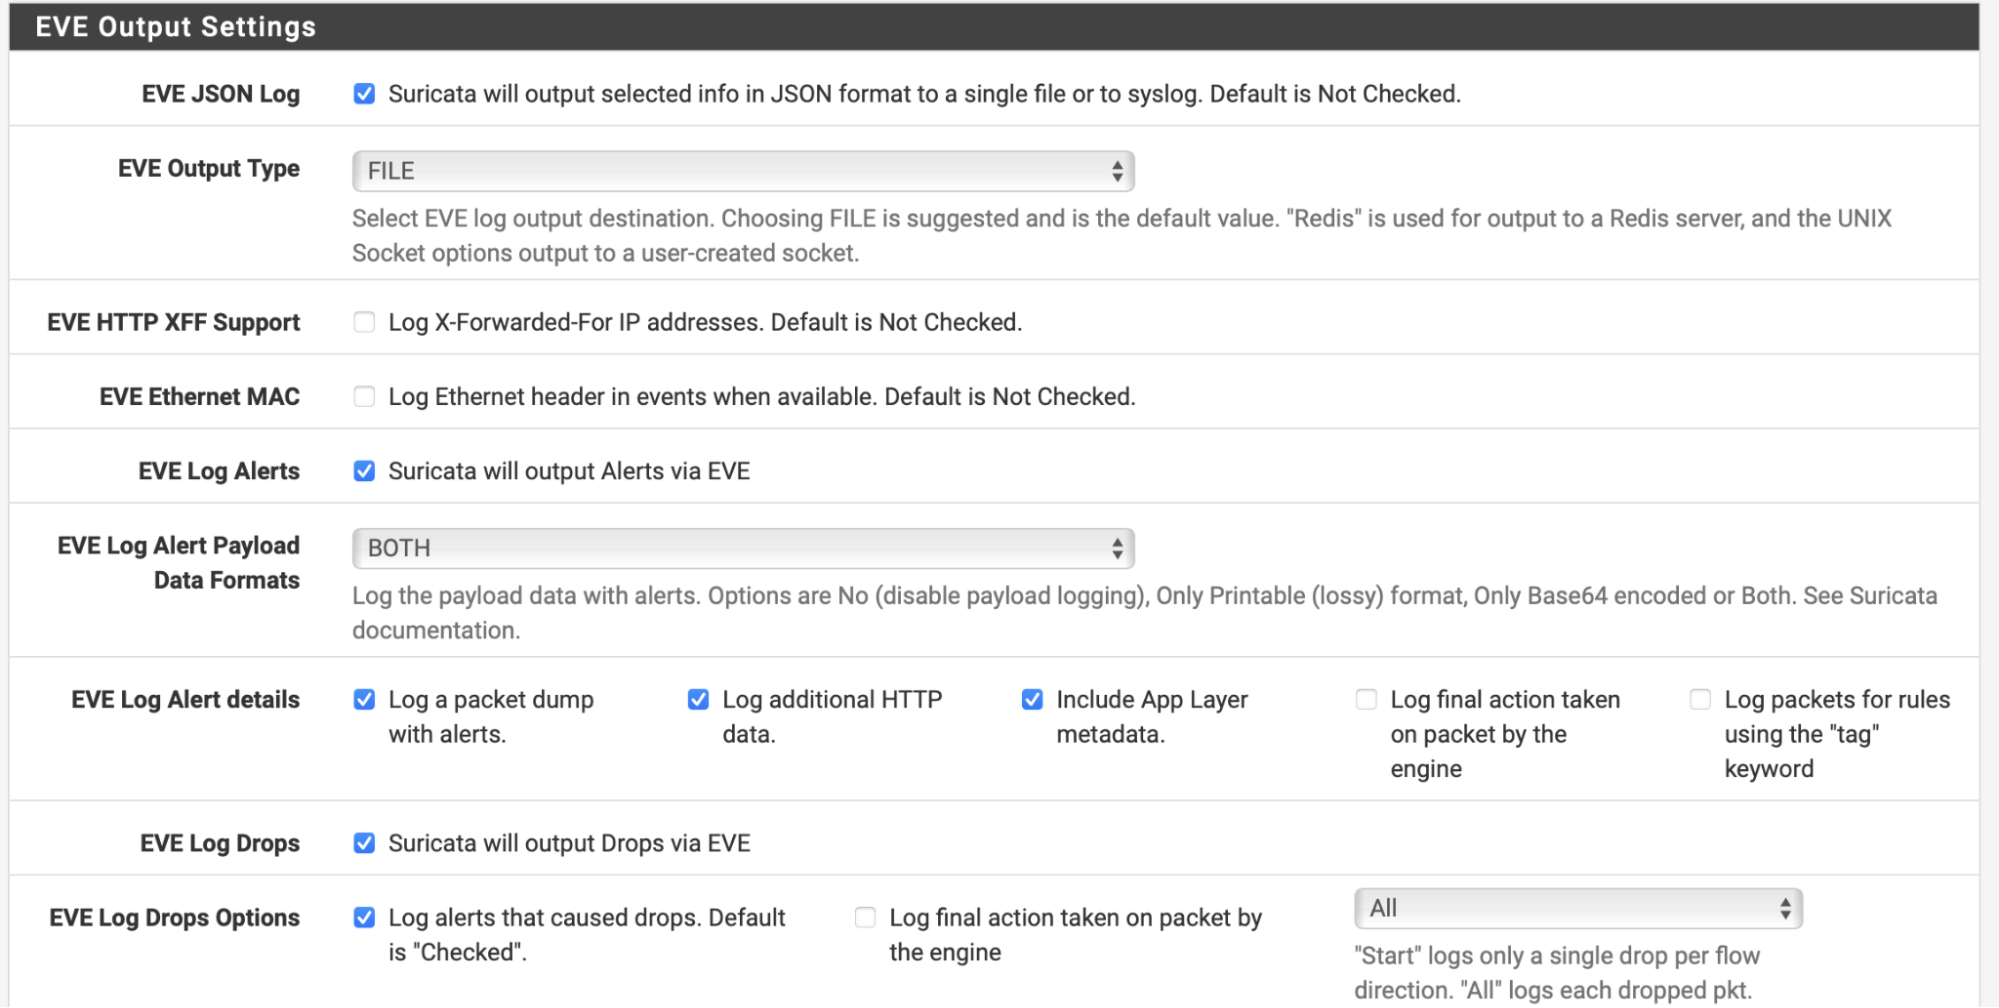 EVE Output Settings
EVE JSON Log
Suricata will output selected info in JSON format to a single file or to syslog. Default is Not Checked.
EVE Output Type
FILE
Select EVE log output destination. Choosing FILE is suggested and is the default value. "Redis" is used for output to a Redis server, and the UNIX
Socket options output to a user-created socket.
EVE HTTP XFF Support
Log X-Forwarded-For IP addresses. Default is Not Checked.
EVE Ethernet MAC
Log Ethernet header in events when available. Default is Not Checked.
EVE Log Alerts
Suricata will output Alerts via EVE
EVE Log Alert Payload
Data Formats
BOTH
Log the payload data with alerts. Options are No (disable payload logging), Only Printable (lossy) format, Only Base64 encoded or Both. See Suricata
documentation.
EVE Log Alert details
Log a packet dump
with alerts.
Log additional HTTP
data.
Include App Layer
metadata.
Log final action taken
on packet by the
engine
Log packets for rules
using the "tag"
keyword
EVE Log Drops
Suricata will output Drops via EVE
EVE Log Drops Options
Log alerts that caused drops. Default
is "Checked".
Log final action taken on packet by
the engine
All
"Start" logs only a single drop per flow
direction. "All" logs each dropped pkt.